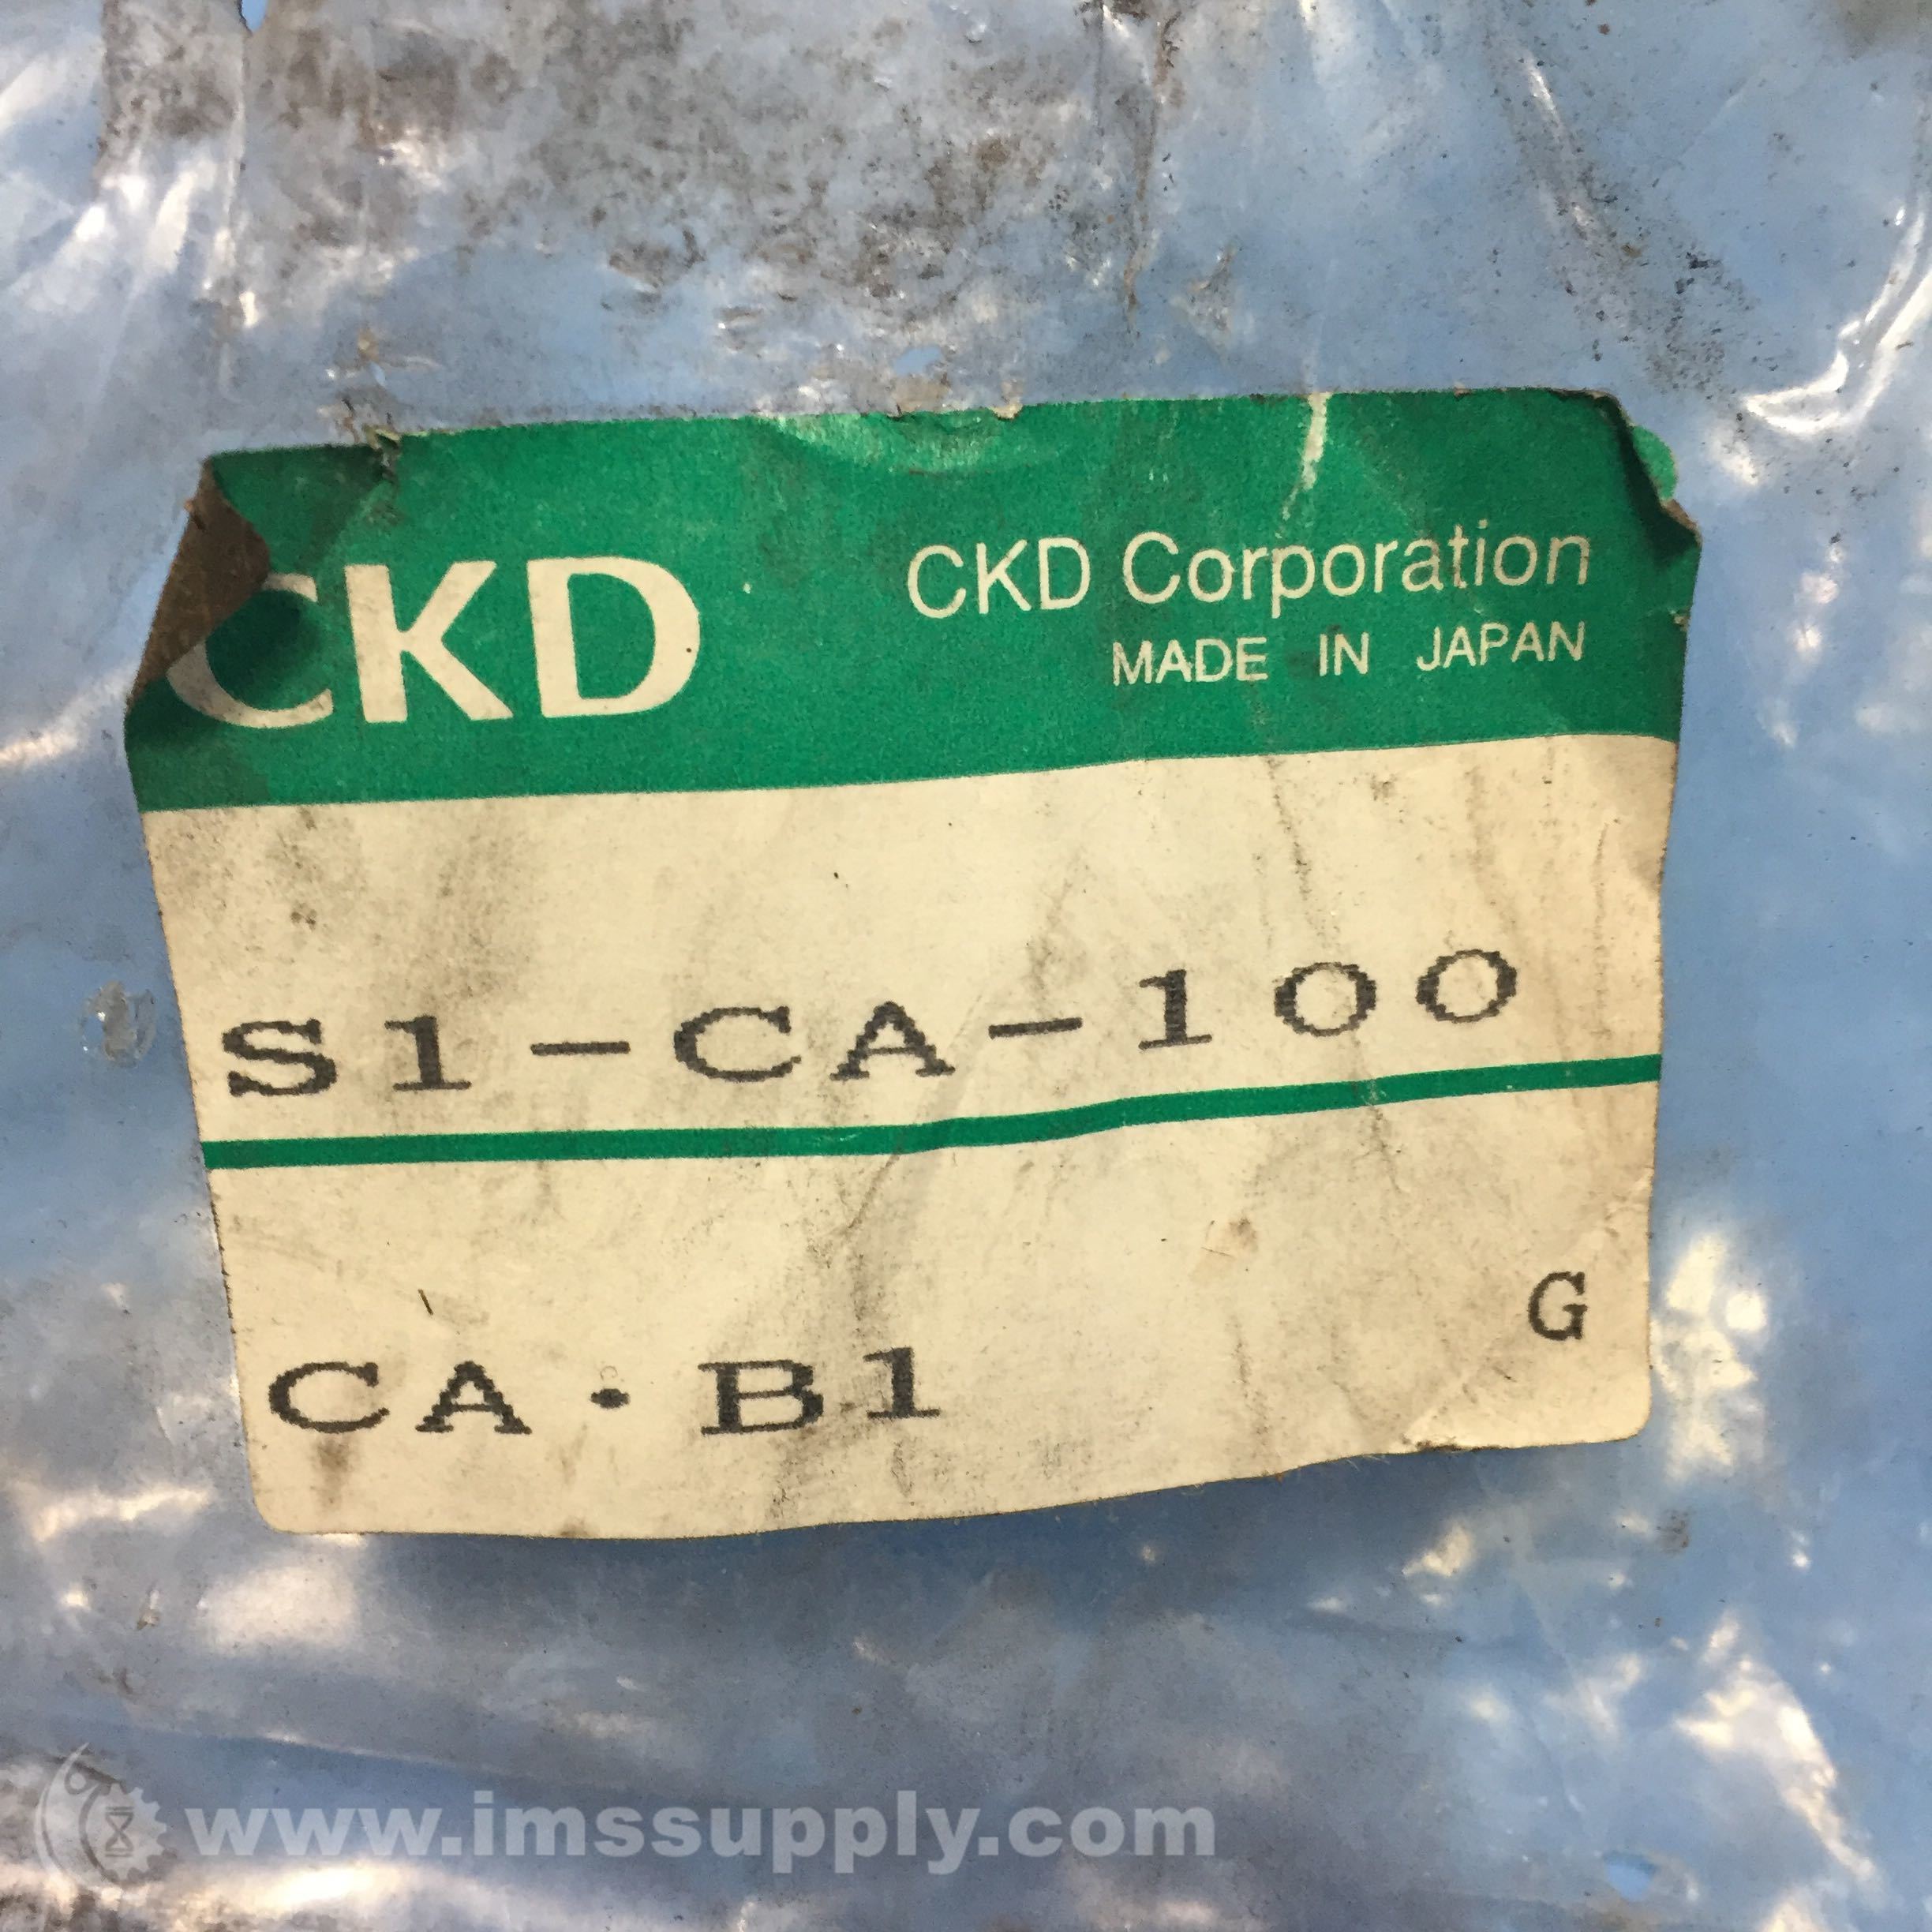 CKD
CKD Corporation
MADE IN JAPAN
S1-CA-100
G
CA·B1
www.imssupply.com